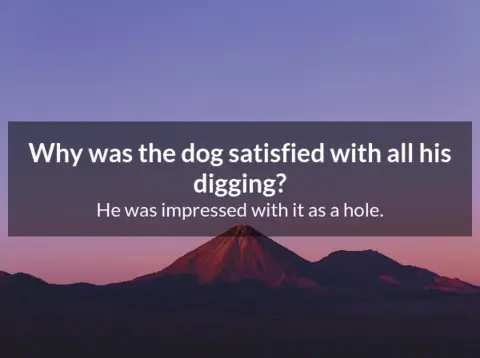 Why was the dog satisfied with all his
digging?
He was impressed with it as a hole.